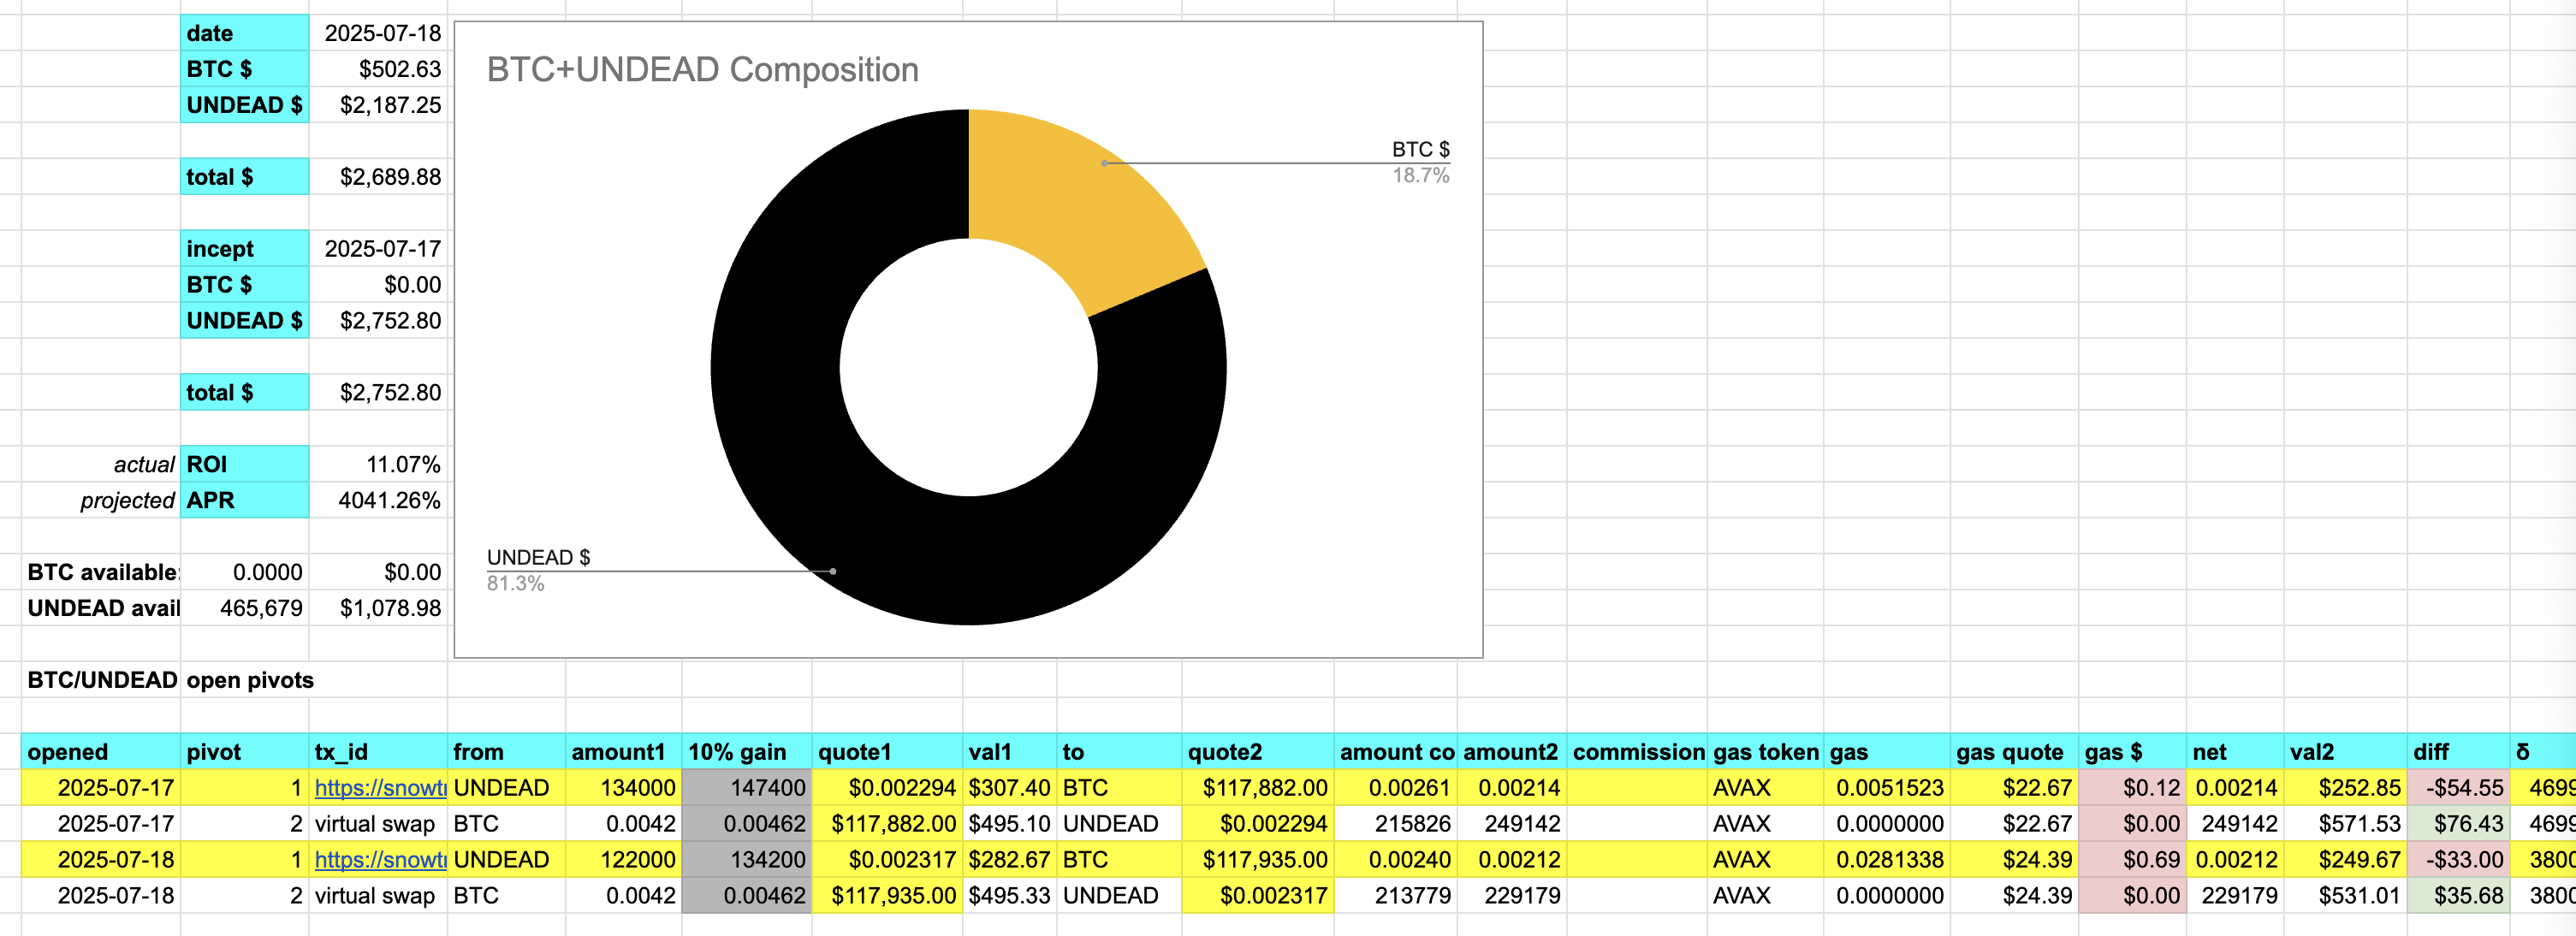 date 2025-07-18
BTC $ $502.63
UNDEAD $ $2,187.25
total $ $2,689.88
incept 2025-07-17
BTC $ $0.00
UNDEAD $ $2,752.80
total $ $2,752.80
actual ROI 11.07%
projected APR 4041.26%
BTC available: 0.0000 $0.00
UNDEAD avail 465,679 $1,078.98
BTC+UNDEAD Composition
BTC $
18.7%
UNDEAD $
81.3%
BTC/UNDEAD open pivots
opened pivot tx_id from amount1 10% gain quote1 val1 to quote2 amount co amount2 commission gas token gas gas quote gas $ net val2 diff δ
2025-07-17 1 https://snowtr UNDEAD 134000 147400 $0.002294 $307.40 BTC $117,882.00 0.00261 0.00214 AVAX 0.0051523 $22.67 $0.12 0.00214 $252.85 -$54.55 4699
2025-07-17 2 virtual swap BTC 0.0042 0.00462 $117,882.00 $495.10 UNDEAD $0.002294 215826 249142 AVAX 0.0000000 $22.67 $0.00 249142 $571.53 $76.43 4699
2025-07-18 1 https://snowtr UNDEAD 122000 134200 $0.002317 $282.67 BTC $117,935.00 0.00240 0.00212 AVAX 0.0281338 $24.39 $0.69 0.00212 $249.67 -$33.00 3800
2025-07-18 2 virtual swap BTC 0.0042 0.00462 $117,935.00 $495.33 UNDEAD $0.002317 213779 229179 AVAX 0.0000000 $24.39 $0.00 229179 $531.01 $35.68 3800